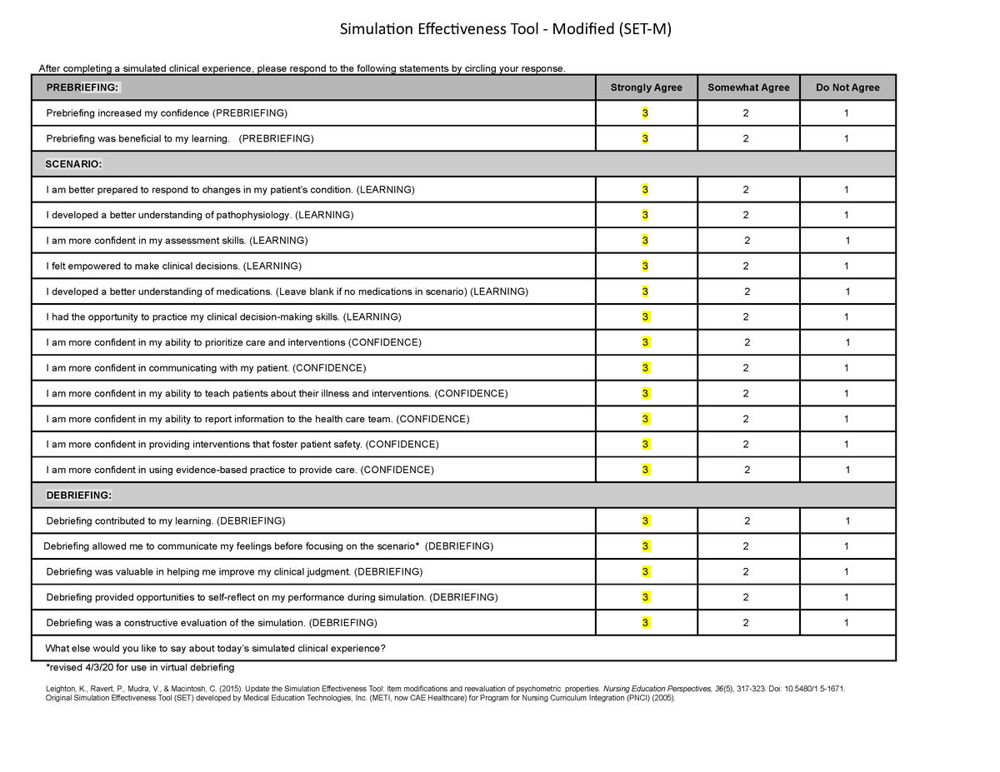 Simulation Effectiveness Tool - Modified (SET-M)
After completing a simulated clinical experience, please respond to the following statements by circling your response.
PREBRIEFING: Strongly Agree Somewhat Agree Do Not Agree
Prebriefing increased my confidence (PREBRIEFING) 3 2 1
Prebriefing was beneficial to my learning. (PREBRIEFING) 3 2 1
SCENARIO:
I am better prepared to respond to changes in my patient's condition. (LEARNING) 3 2 1
I developed a better understanding of pathophysiology. (LEARNING) 3 2 1
I am more confident in my assessment skills. (LEARNING) 3 2 1
I felt empowered to make clinical decisions. (LEARNING) 3 2 1
I developed a better understanding of medications. (Leave blank if no medications in scenario) (LEARNING) 3 2 1
I had the opportunity to practice my clinical decision-making skills. (LEARNING) 3 2 1
I am more confident in my ability to prioritize care and interventions (CONFIDENCE) 3 2 1
I am more confident in communicating with my patient. (CONFIDENCE) 3 2 1
I am more confident in my ability to teach patients about their illness and interventions. (CONFIDENCE) 3 2 1
I am more confident in my ability to report information to the health care team. (CONFIDENCE) 3 2 1
I am more confident in providing interventions that foster patient safety. (CONFIDENCE) 3 2 1
I am more confident in using evidence-based practice to provide care. (CONFIDENCE) 3 2 1
DEBRIEFING:
Debriefing contributed to my learning. (DEBRIEFING) 3 2 1
Debriefing allowed me to communicate my feelings before focusing on the scenario* (DEBRIEFING) 3 2 1
Debriefing was valuable in helping me improve my clinical judgment. (DEBRIEFING) 3 2 1
Debriefing provided opportunities to self-reflect on my performance during simulation. (DEBRIEFING) 3 2 1
Debriefing was a constructive evaluation of the simulation. (DEBRIEFING) 3 2 1
What else would you like to say about today's simulated clinical experience?
*revised 4/3/20 for use in virtual debriefing
Leighton, K., Ravert, P., Mudra, V., & Macintosh, C. (2015). Update the Simulation Effectiveness Tool: Item modifications and reevaluation of psychometric properties. Nursing Education Perspectives, 36(5), 317-323. Doi: 10.5480/1 5-1671.
Original Simulation Effectiveness Tool (SET) developed by Medical Education Technologies, Inc. (METI, now CAE Healthcare) for Program for Nursing Curriculum Integration (PNCI) (2005).